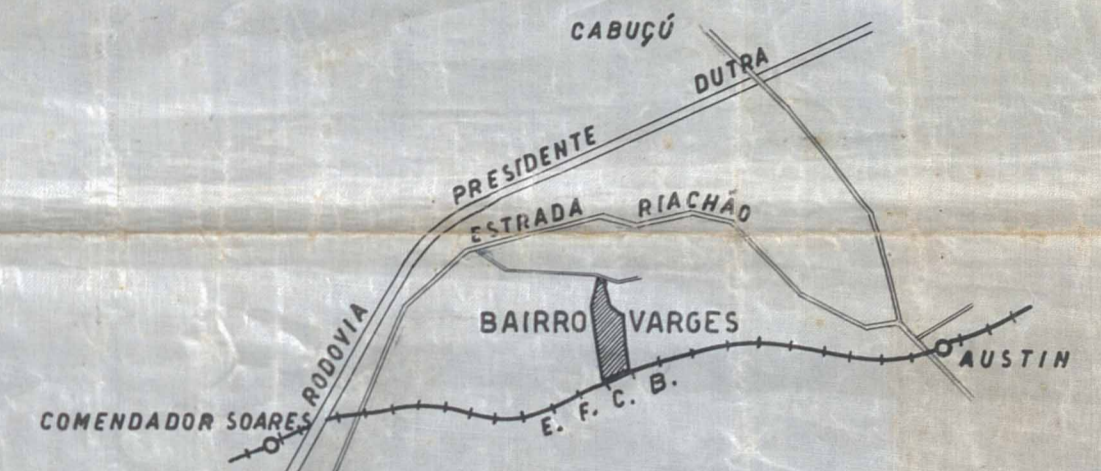 CABUÇÚ
RODOVIA PRESIDENTE DUTRA
ESTRADA RIACHÃO
BAIRRO VARGES
AUSTIN
COMENDADOR SOARES
E. F. C. B.